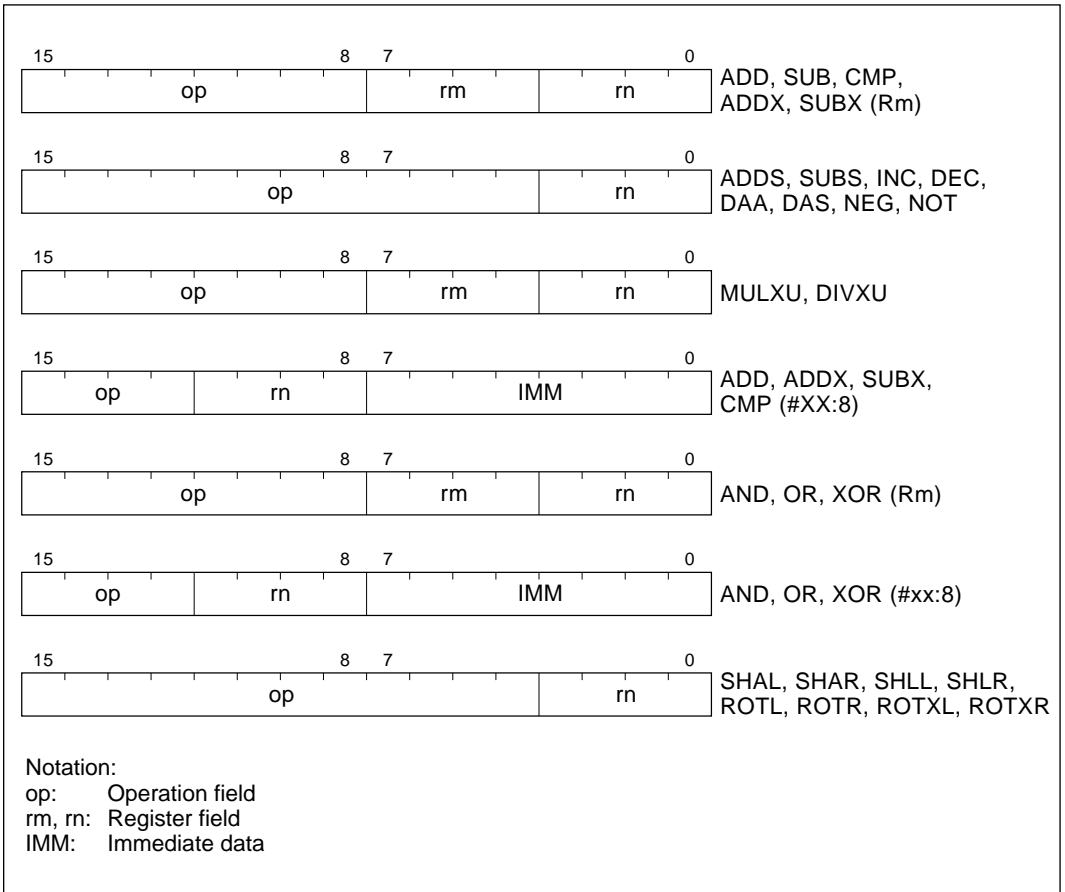 15 8 7 0
op rm rn
ADD, SUB, CMP,
ADDX, SUBX (Rm)
15 8 7 0
op rn
ADDS, SUBS, INC, DEC,
DAA, DAS, NEG, NOT
15 8 7 0
op rm rn
MULXU, DIVXU
15 8 7 0
op rn IMM
ADD, ADDX, SUBX,
CMP (#XX:8)
15 8 7 0
op rm rn
AND, OR, XOR (Rm)
15 8 7 0
op rn IMM
AND, OR, XOR (#xx:8)
15 8 7 0
op rn
SHAL, SHAR, SHLL, SHLR,
ROTL, ROTR, ROTXL, ROTXR
Notation:
op: Operation field
rm, rn: Register field
IMM: Immediate data